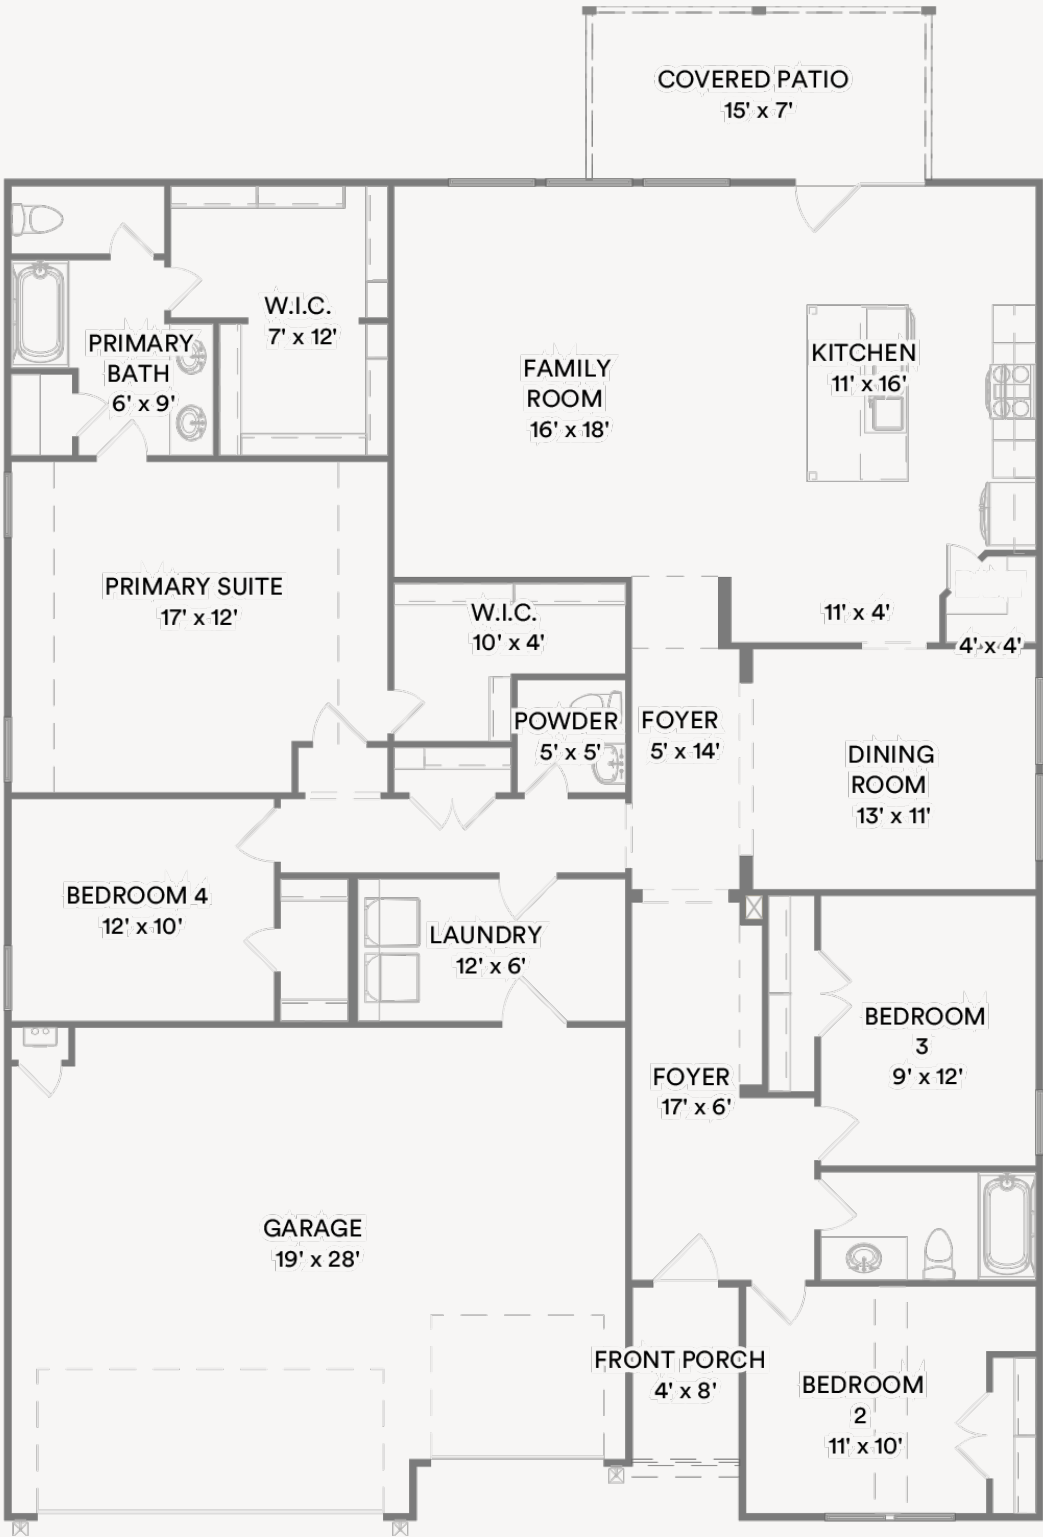 COVERED PATIO
15' x 7'
W.I.C.
7' x 12'
PRIMARY
BATH
6' x 9'
FAMILY
ROOM
16' x 18'
KITCHEN
11' x 16'
PRIMARY SUITE
17' x 12'
W.I.C.
10' x 4'
11' x 4'
4' x 4'
POWDER
5' x 5'
FOYER
5' x 14'
DINING
ROOM
13' x 11'
BEDROOM 4
12' x 10'
LAUNDRY
12' x 6'
BEDROOM
3
9' x 12'
FOYER
17' x 6'
GARAGE
19' x 28'
FRONT PORCH
4' x 8'
BEDROOM
2
11' x 10'